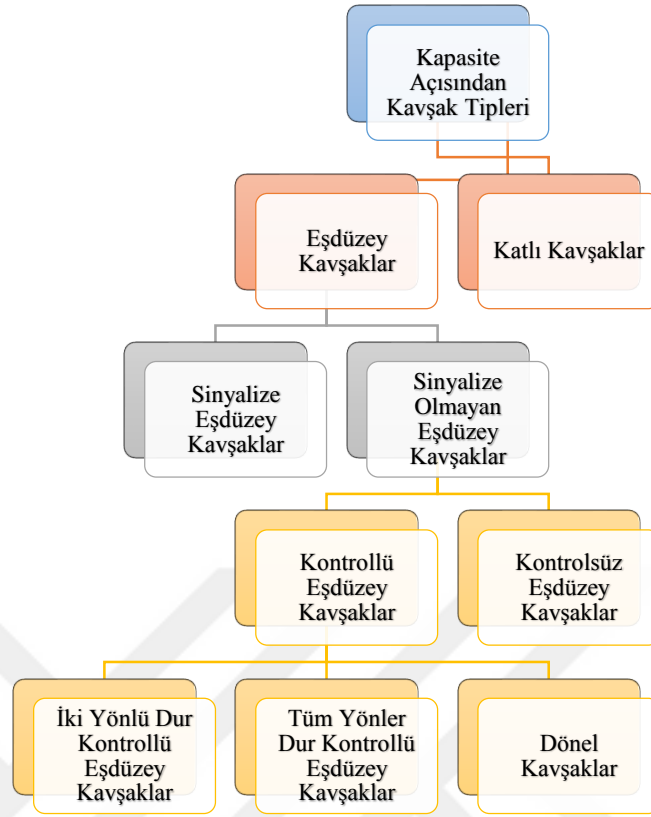 Kapasite
Açısından
Kavşak Tipleri
Eşdüzey
Kavşaklar
Katlı Kavşaklar
Sinyalize
Eşdüzey
Kavşaklar
Sinyalize
Olmayan
Eşdüzey
Kavşaklar
Kontrollü
Eşdüzey
Kavşaklar
Kontrolsüz
Eşdüzey
Kavşaklar
İki Yönlü Dur
Kontrollü
Eşdüzey
Kavşaklar
Tüm Yönler
Dur Kontrollü
Eşdüzey
Kavşaklar
Dönel
Kavşaklar